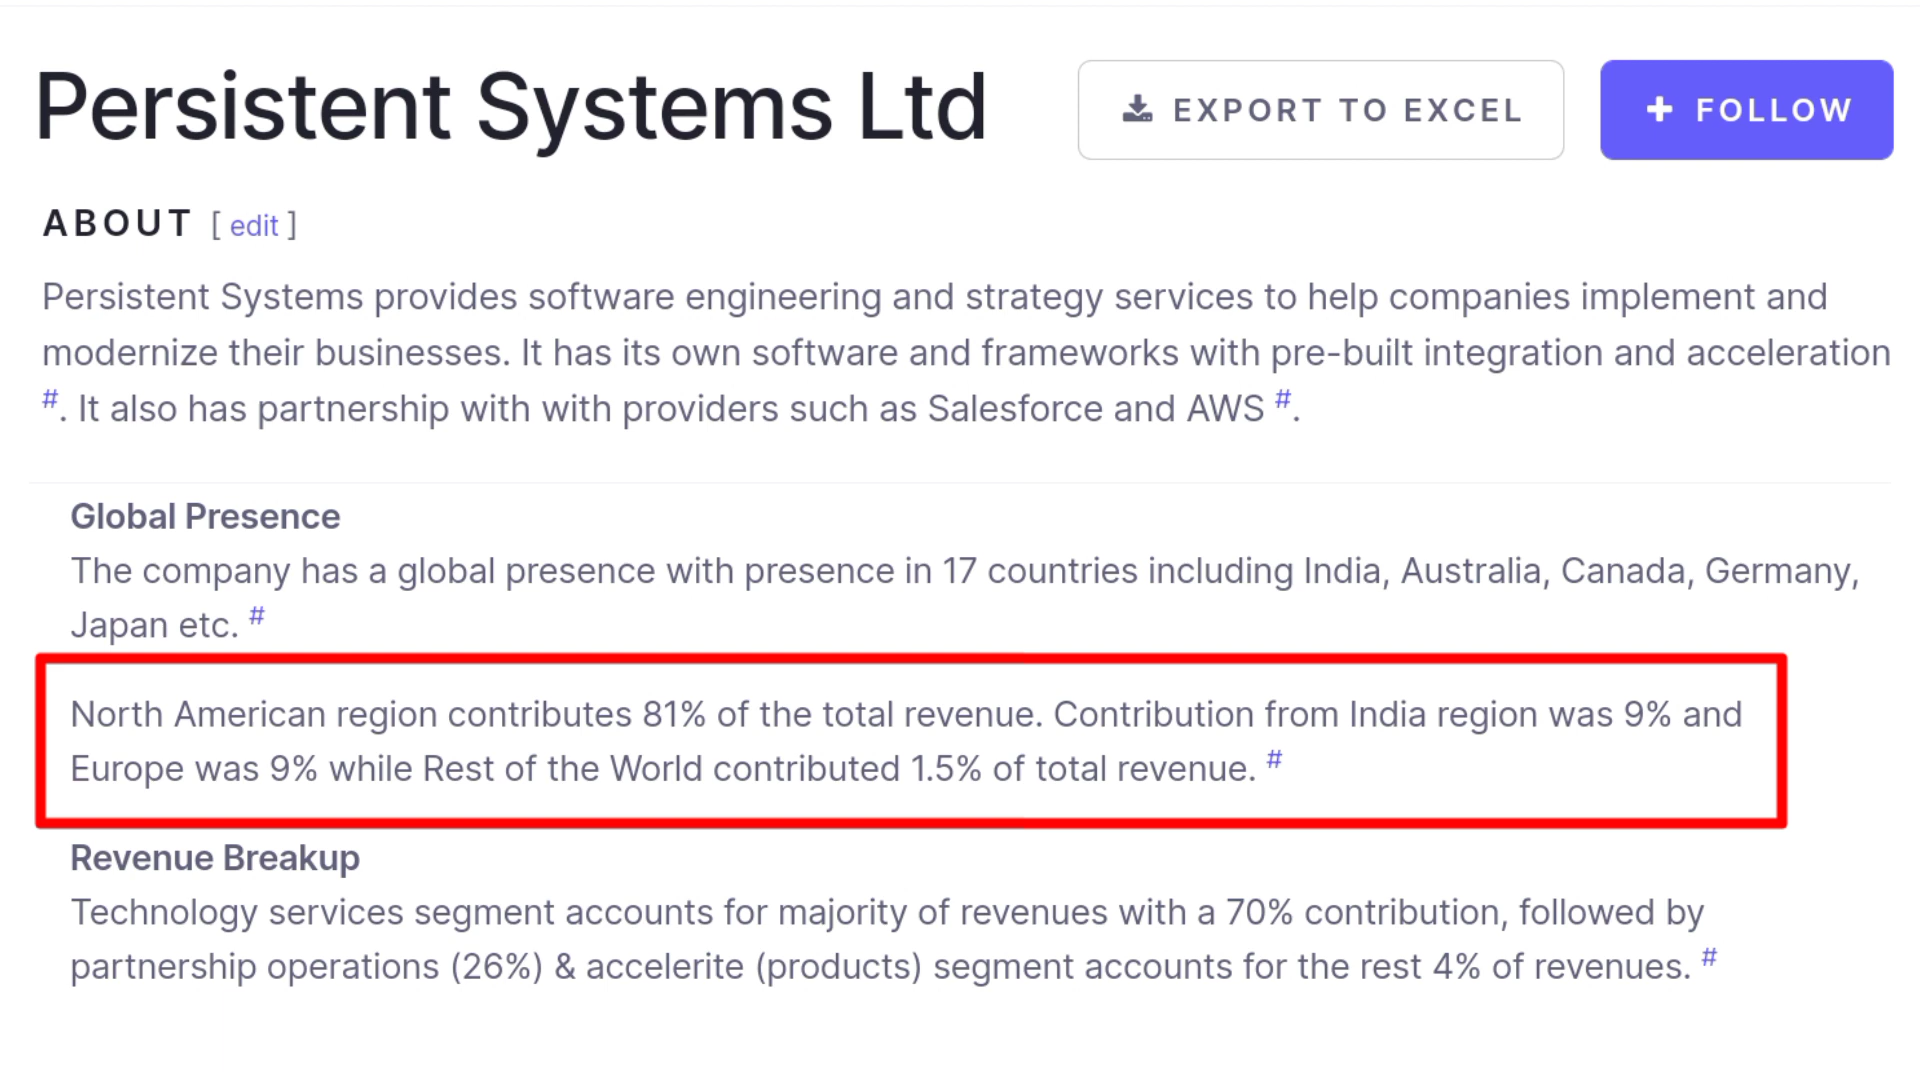 Persistent Systems Ltd
EXPORT TO EXCEL
+ FOLLOW
ABOUT [ edit ]
Persistent Systems provides software engineering and strategy services to help companies implement and
modernize their businesses. It has its own software and frameworks with pre-built integration and acceleration
#. It also has partnership with with providers such as Salesforce and AWS #.
Global Presence
The company has a global presence with presence in 17 countries including India, Australia, Canada, Germany,
Japan etc. #
North American region contributes 81% of the total revenue. Contribution from India region was 9% and
Europe was 9% while Rest of the World contributed 1.5% of total revenue. #
Revenue Breakup
Technology services segment accounts for majority of revenues with a 70% contribution, followed by
partnership operations (26%) & accelerite (products) segment accounts for the rest 4% of revenues. #